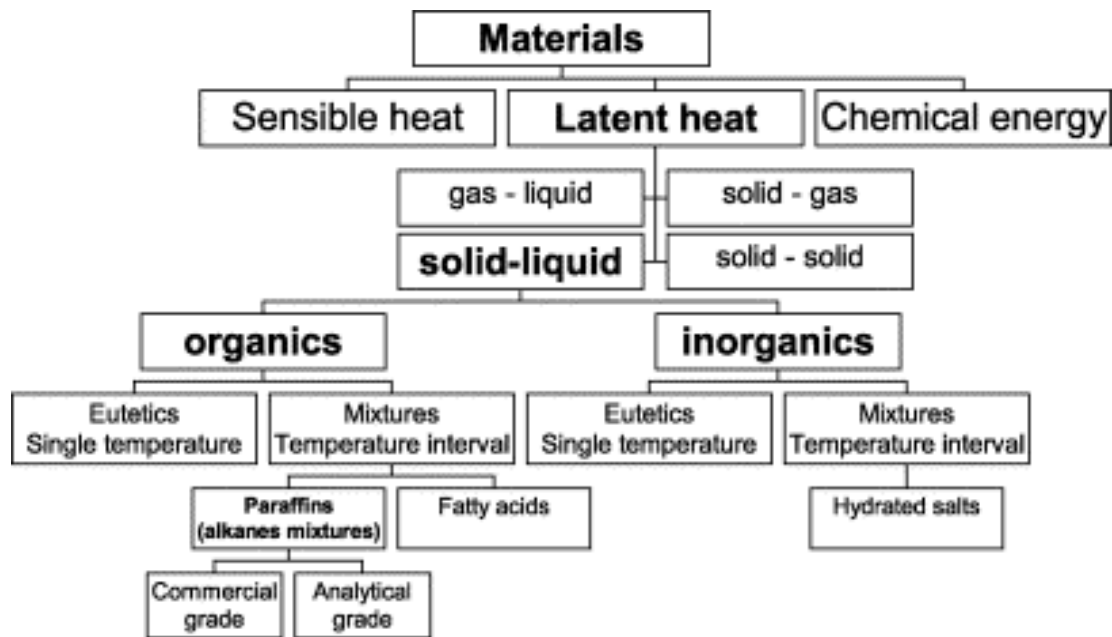 Materials
Sensible heat
Latent heat
Chemical energy
gas - liquid
solid - gas
solid-liquid
solid - solid
organics
inorganics
Eutetics
Single temperature
Mixtures
Temperature interval
Eutetics
Single temperature
Mixtures
Temperature interval
Paraffins
(alkanes mixtures)
Fatty acids
Hydrated salts
Commercial
grade
Analytical
grade